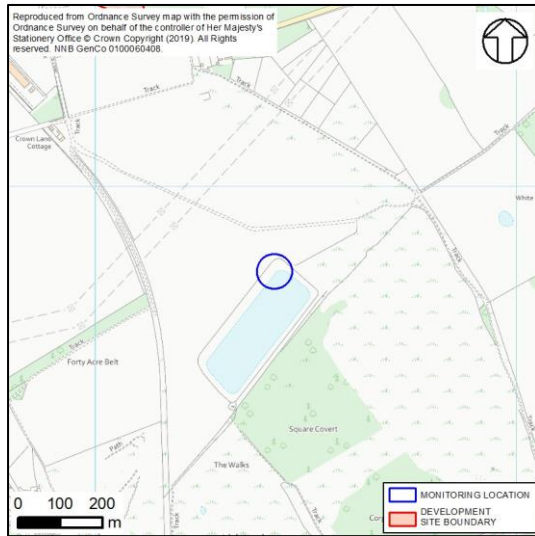 Reproduced from Ordnance Survey map with the permission of
Ordnance Survey on behalf of the controller of Her Majesty's
Stationery Office © Crown Copyright (2019). All Rights
reserved. NNB GenCo 0100060408.
Track
Track
Crown Land
Cottage
Track
White
Track
Track
Forty Acre Belt
Square Covert
Path
The Walks
Track
Track
0 100 200
m
MONITORING LOCATION
DEVELOPMENT
SITE BOUNDARY